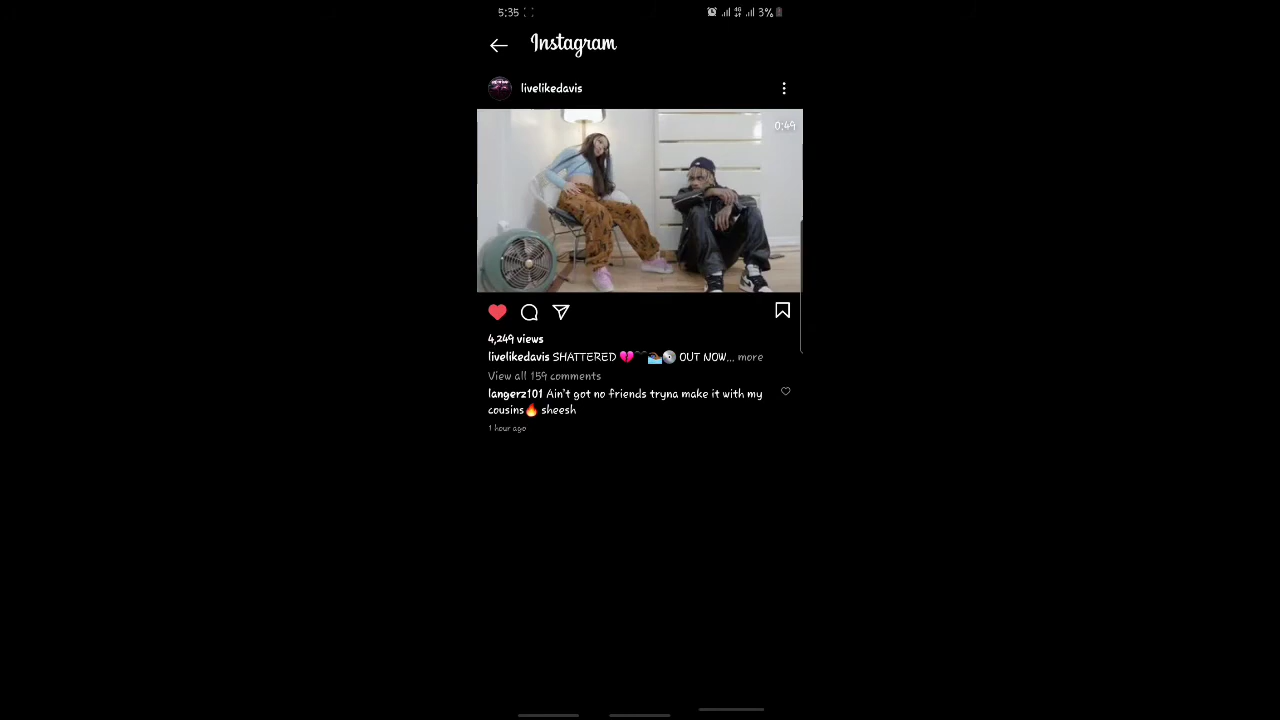 5:35 3%
Instagram
livelikedavis
0:49
4,249 views
livelikedavis SHATTERED 💔🖤🏊🏿💿 OUT NOW... more
View all 159 comments
langerz101 Ain't got no friends tryna make it with my
cousins🔥 sheesh
1 hour ago